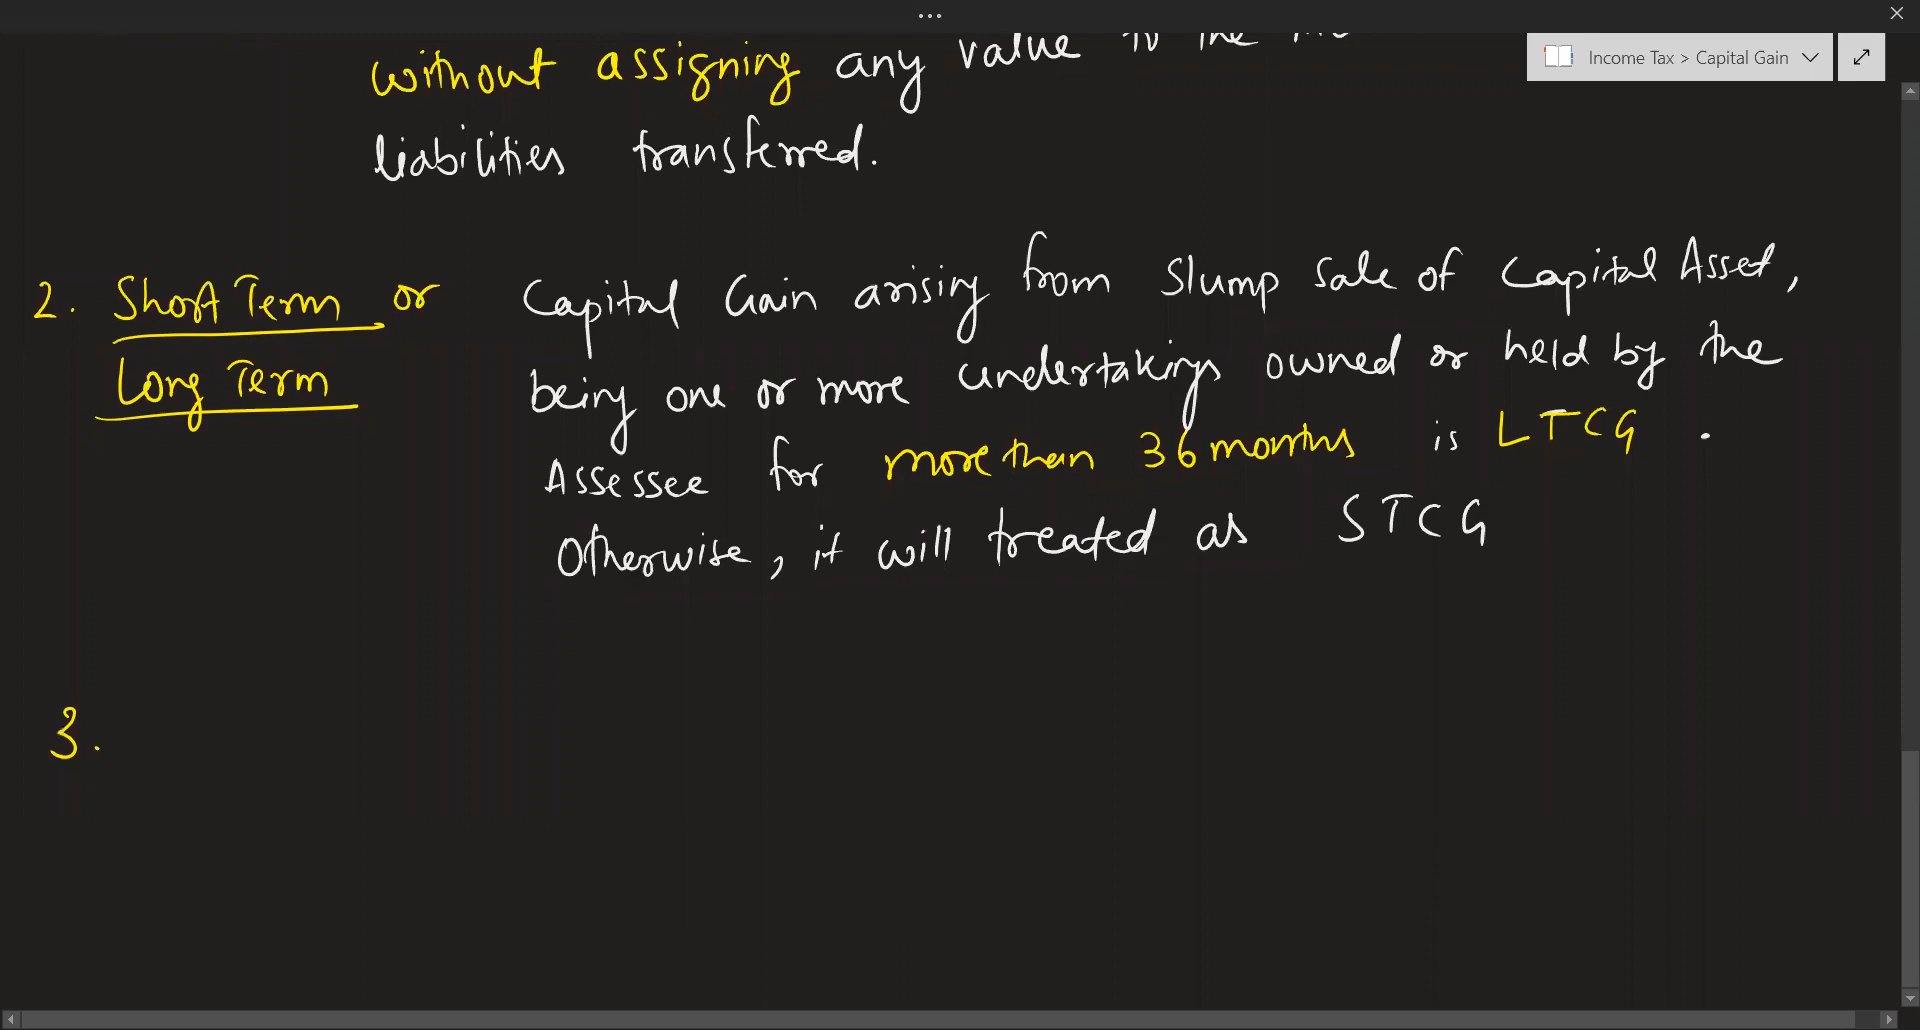 Income Tax > Capital Gain
without assigning any value to the
liabilities transferred.
2. Short Term or Capital Gain arising from Slump Sale of Capital Asset,
Long Term being one or more undertakings owned or held by the
Assessee for more than 36 months is LTCG .
Otherwise, it will treated as STCG
3.